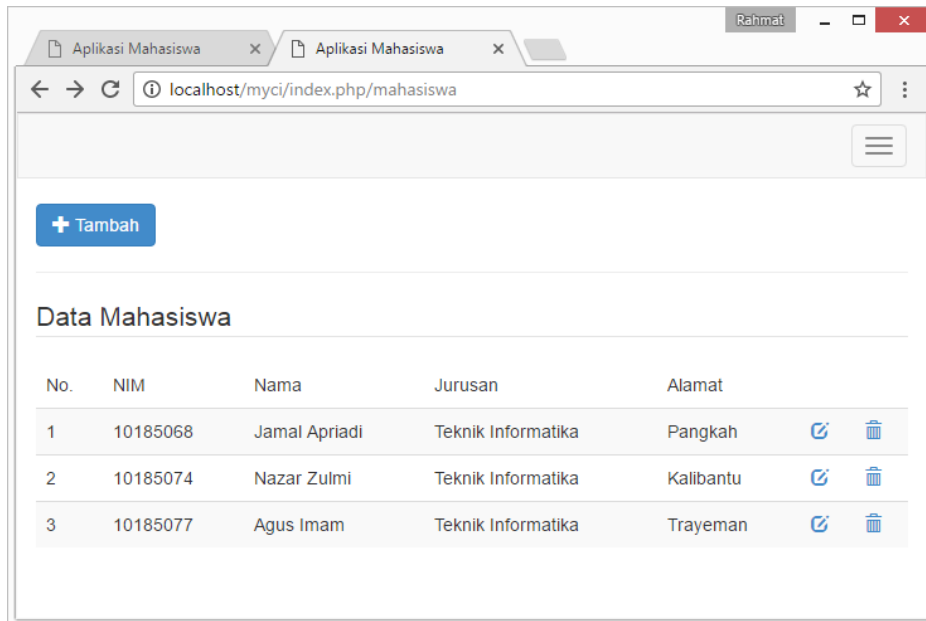 Rahmat
Aplikasi Mahasiswa Aplikasi Mahasiswa
localhost/myci/index.php/mahasiswa
Tambah
Data Mahasiswa
No. NIM Nama Jurusan Alamat
1 10185068 Jamal Apriadi Teknik Informatika Pangkah
2 10185074 Nazar Zulmi Teknik Informatika Kalibantu
3 10185077 Agus Imam Teknik Informatika Trayeman